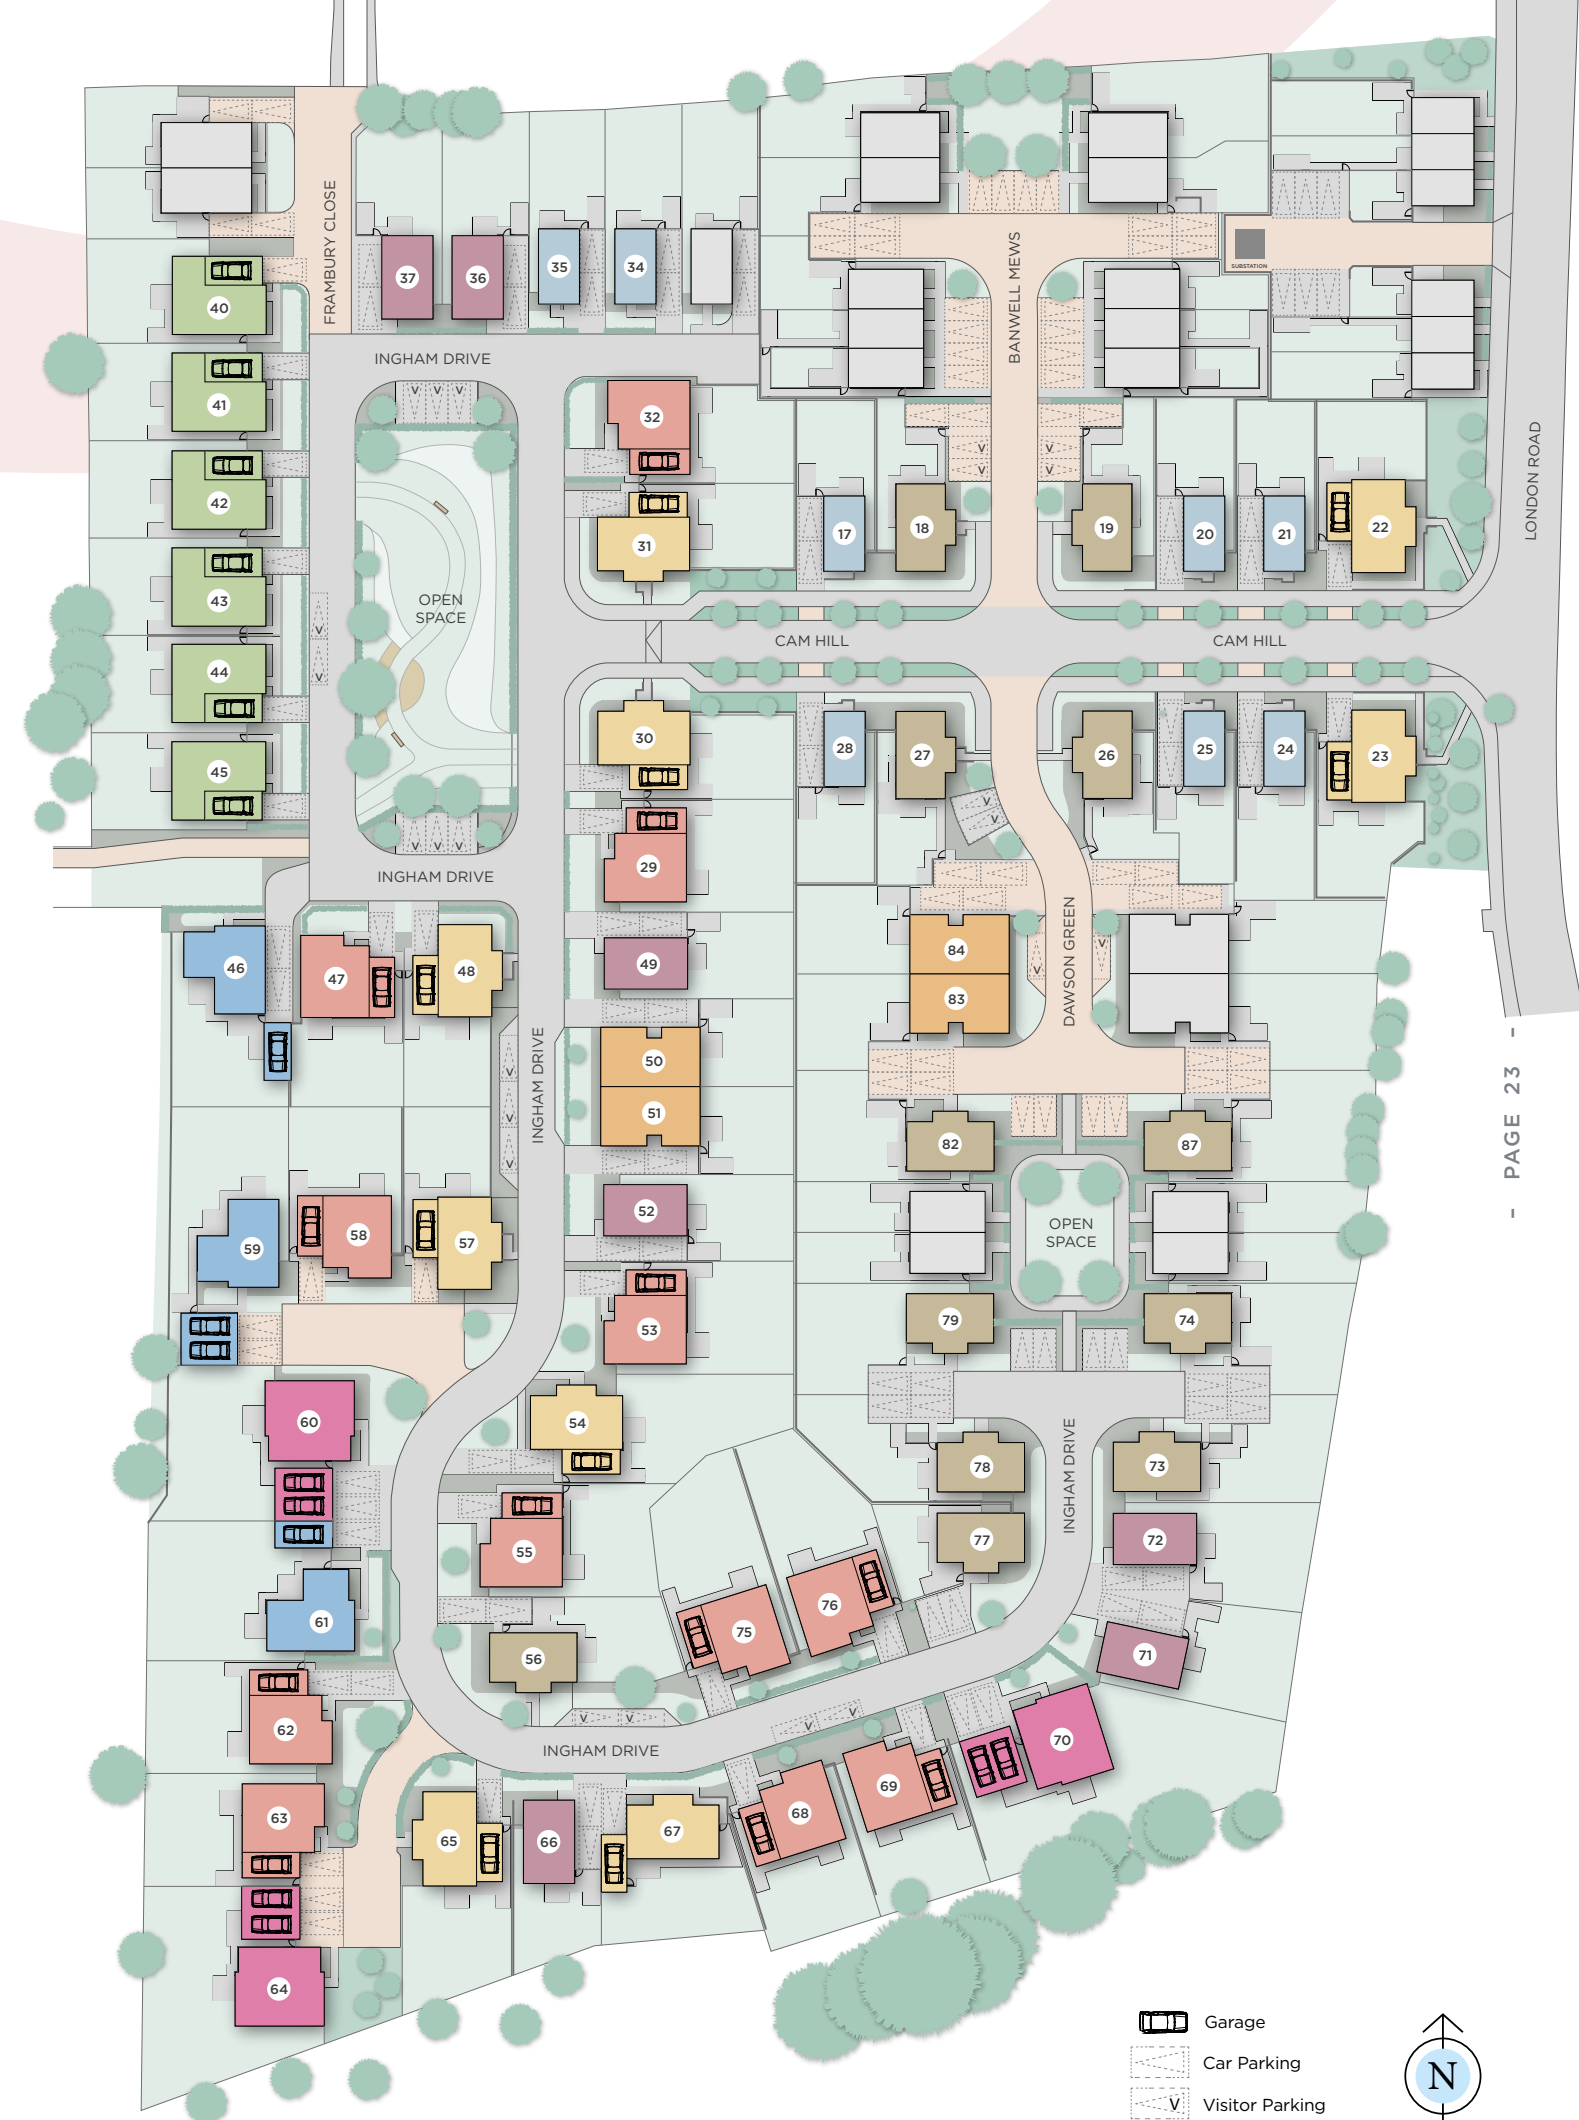 FRAMBURY CLOSE
37
36
35
34
40
INGHAM DRIVE
BANWELL MEWS
SUBSTATION
LONDON ROAD
V V V
41
32
42
31
17
18
19
20
21
22
V V
V V
43
OPEN
SPACE
V
V
CAM HILL
CAM HILL
44
30
28
27
26
25
24
23
45
V
V
V V V
29
INGHAM DRIVE
46
47
48
49
84
83
DAWSON GREEN
V
V
INGHAM DRIVE
V
V
V
50
51
- PAGE 23 -
82
87
59
58
57
52
OPEN
SPACE
53
79
74
60
54
78
73
INGHAM DRIVE
55
77
72
61
76
75
56
71
62
V V
V V
INGHAM DRIVE
70
69
68
63
65
66
67
64
Garage
Car Parking
V Visitor Parking
N